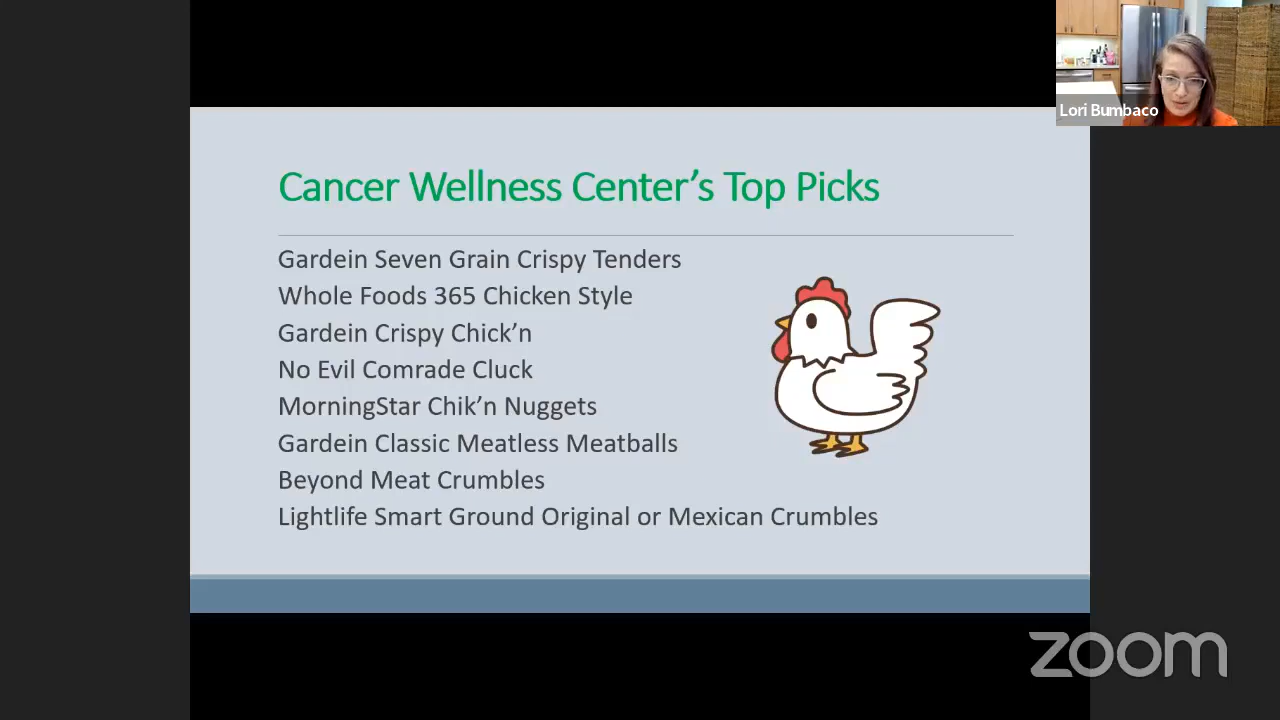 Lori Bumbaco
Cancer Wellness Center’s Top Picks
Gardein Seven Grain Crispy Tenders
Whole Foods 365 Chicken Style
Gardein Crispy Chick’n
No Evil Comrade Cluck
MorningStar Chik’n Nuggets
Gardein Classic Meatless Meatballs
Beyond Meat Crumbles
Lightlife Smart Ground Original or Mexican Crumbles
zoom